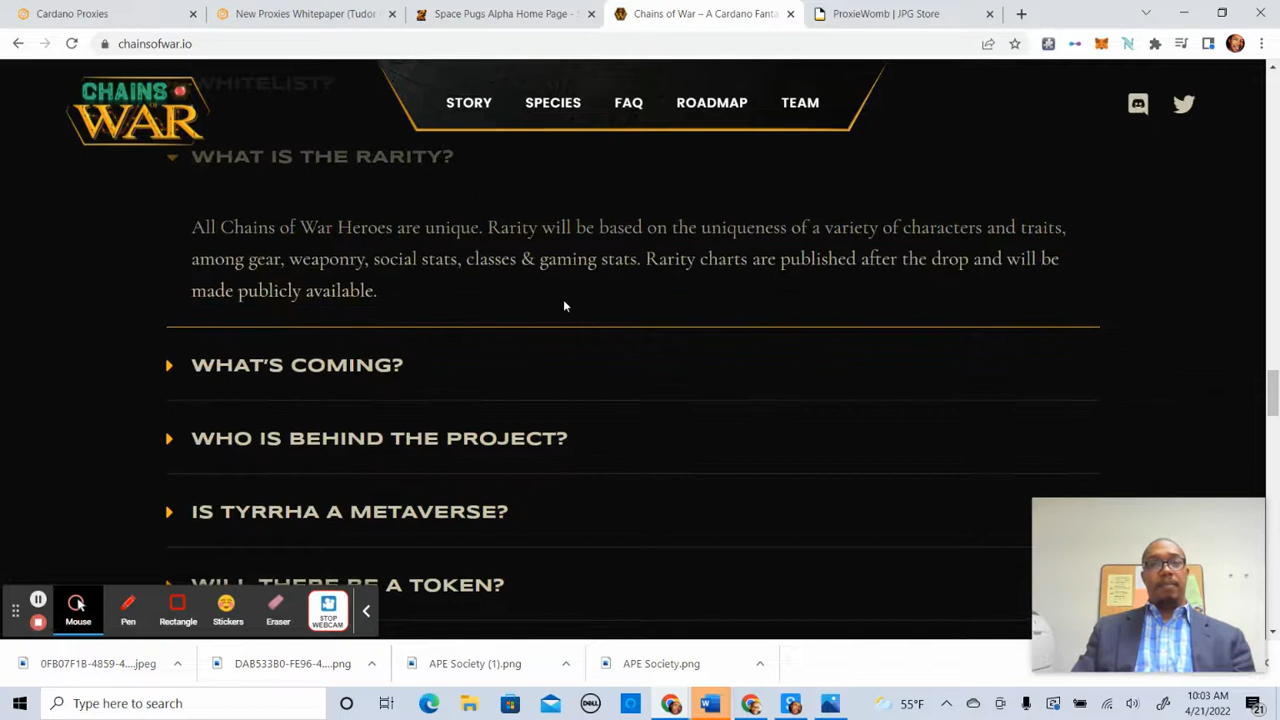 Cardano Proxies
New Proxies Whitepaper (Tudor
Space Pugs Alpha Home Page - S
Chains of War – A Cardano Fanta
ProxieWomb | JPG Store
chainsofwar.io
WHITELIST?
CHAINS
OF
WAR
STORY
SPECIES
FAQ
ROADMAP
TEAM
WHAT IS THE RARITY?
All Chains of War Heroes are unique. Rarity will be based on the uniqueness of a variety of characters and traits,
among gear, weaponry, social stats, classes & gaming stats. Rarity charts are published after the drop and will be
made publicly available.
WHAT'S COMING?
WHO IS BEHIND THE PROJECT?
IS TYRRHA A METAVERSE?
WILL THERE BE A TOKEN?
Mouse
Pen
Rectangle
Stickers
Eraser
STOP
WEBCAM
0FB07F1B-4859-4....jpeg
DAB533B0-FE96-4....png
APE Society (1).png
APE Society.png
Type here to search
DELL
55°F
10:03 AM
4/21/2022
21